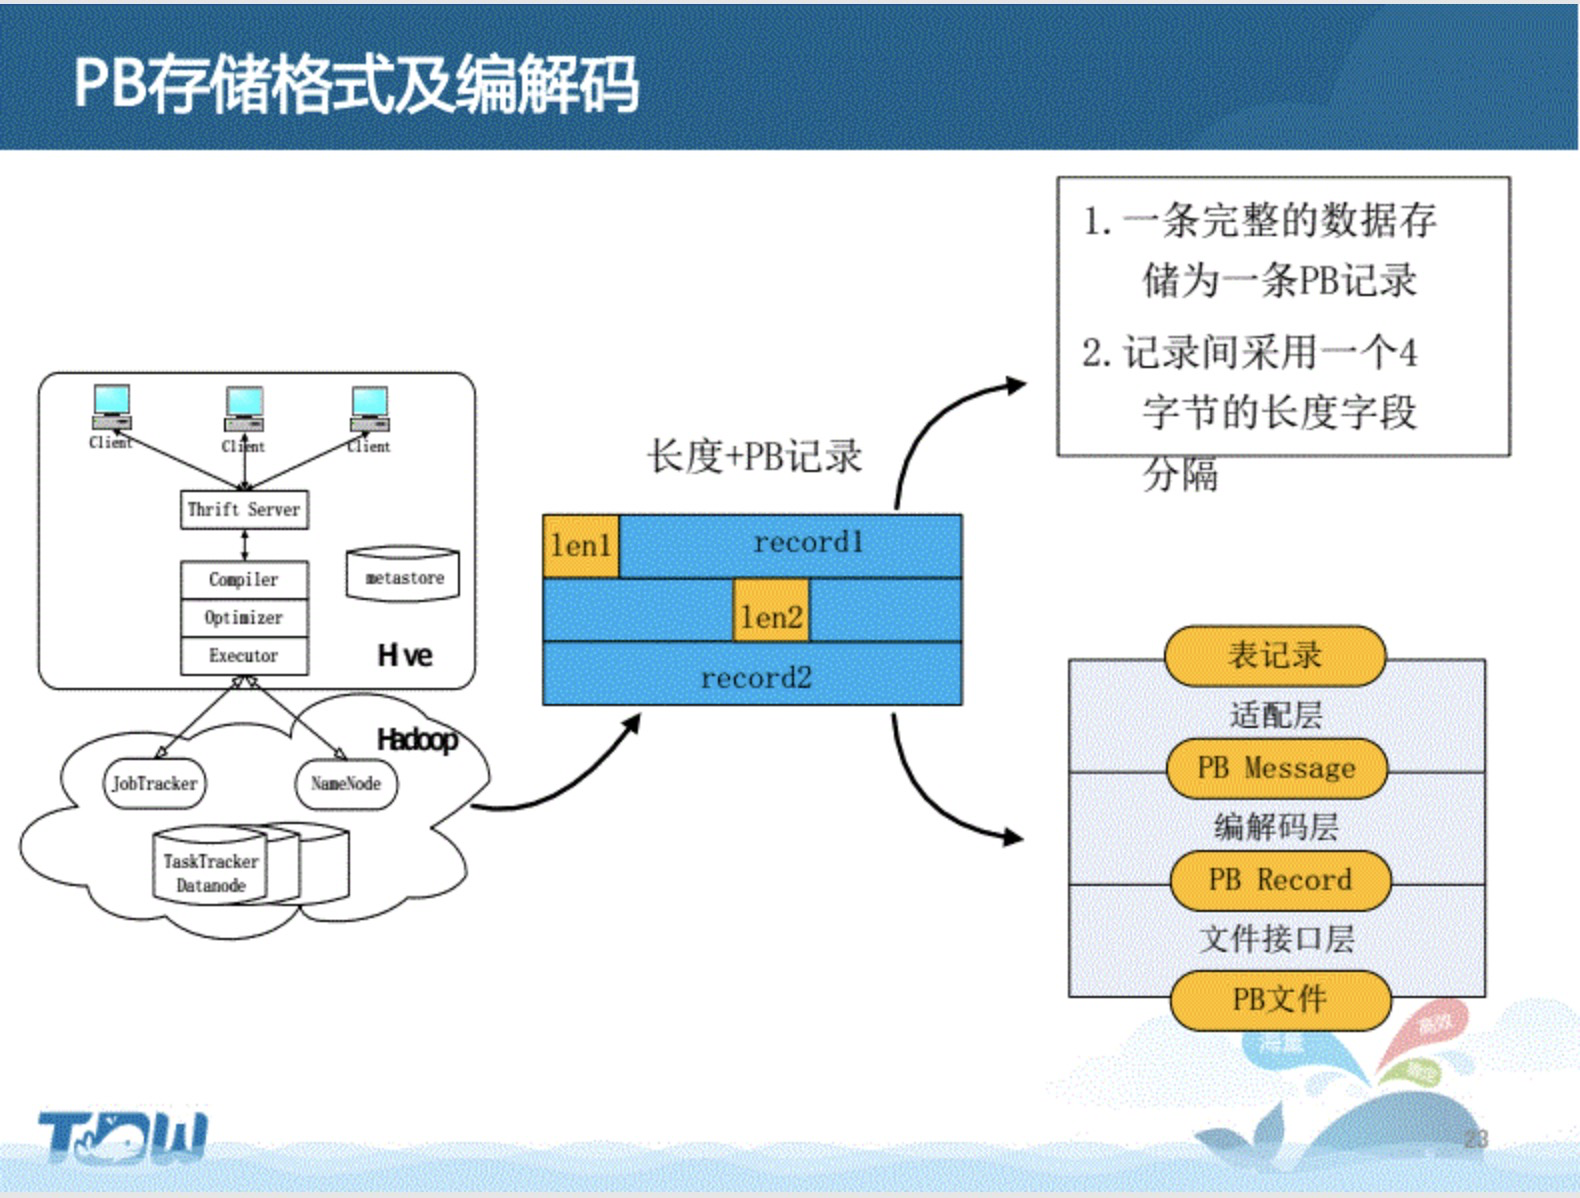 PB存储格式及编解码
1. 一条完整的数据存
储为一条PB记录
2. 记录间采用一个4
字节的长度字段
分隔
Client
Client
Client
Thrift Server
Compiler
Optimizer
Executor
metastore
Hive
Hadoop
JobTracker
NameNode
TaskTracker
Datanode
长度+PB记录
len1
record1
len2
record2
表记录
适配层
PB Message
编解码层
PB Record
文件接口层
PB文件
海量
高效
TDW
23